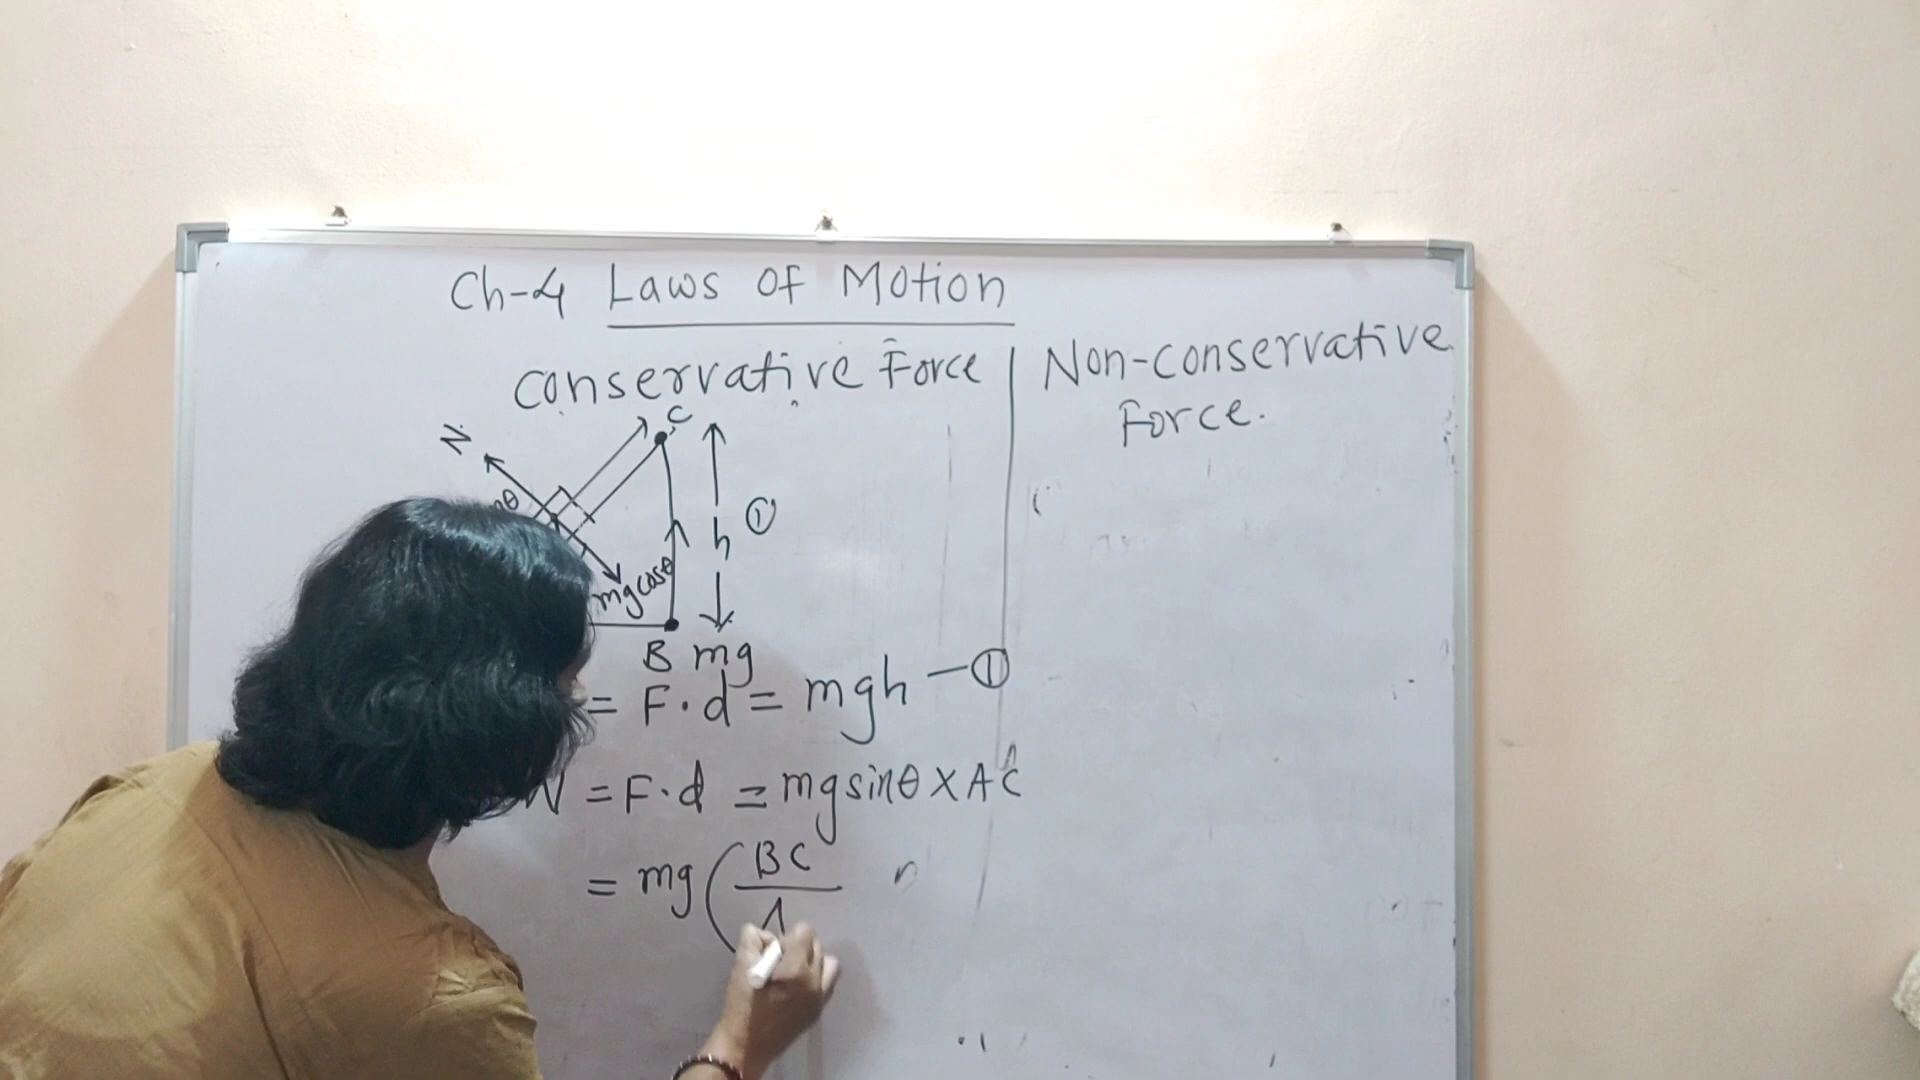 Ch-4 Laws of Motion
Conservative Force
Non-conservative
Force.
C
N
h
①
mgcosθ
B mg
= F·d = mgh —①
W = F·d = mgsinθ × AC
= mg(BC/A